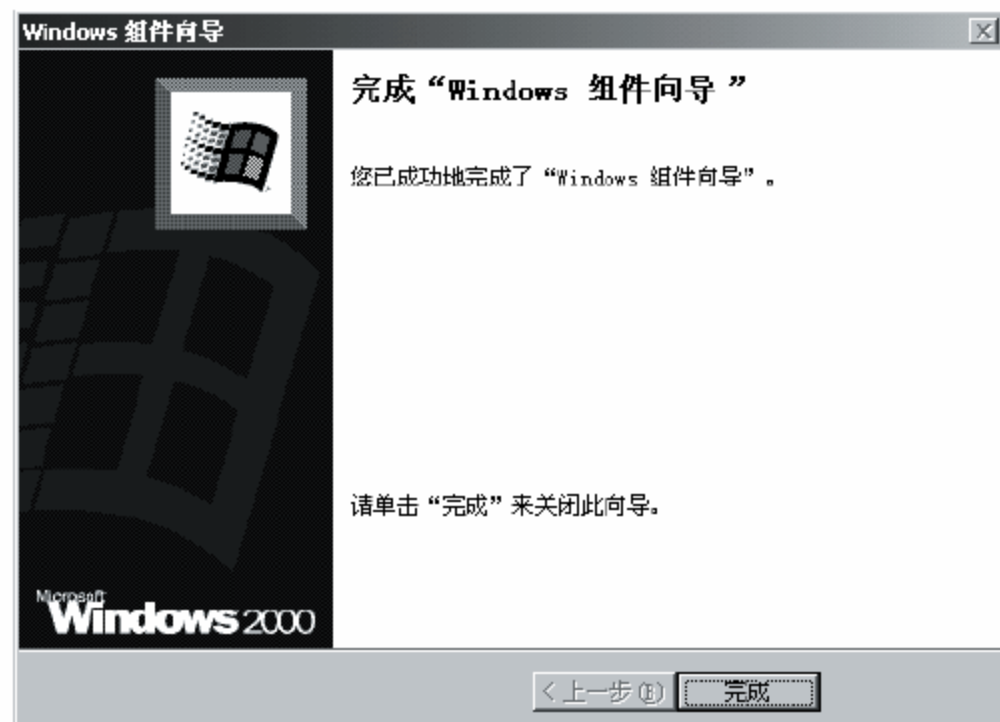 Windows 组件向导
完成“Windows 组件向导”
您已成功地完成了“Windows 组件向导”。
请单击“完成”来关闭此向导。
Microsoft
Windows 2000
< 上一步(B)
完成